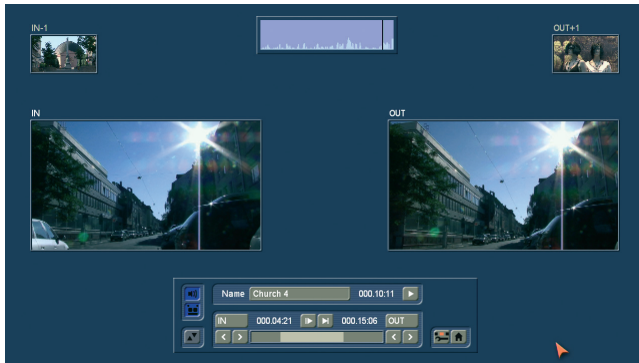 IN-1
OUT+1
IN
OUT
Name Church 4 000.10:11
IN 000.04:21 000.15:06 OUT